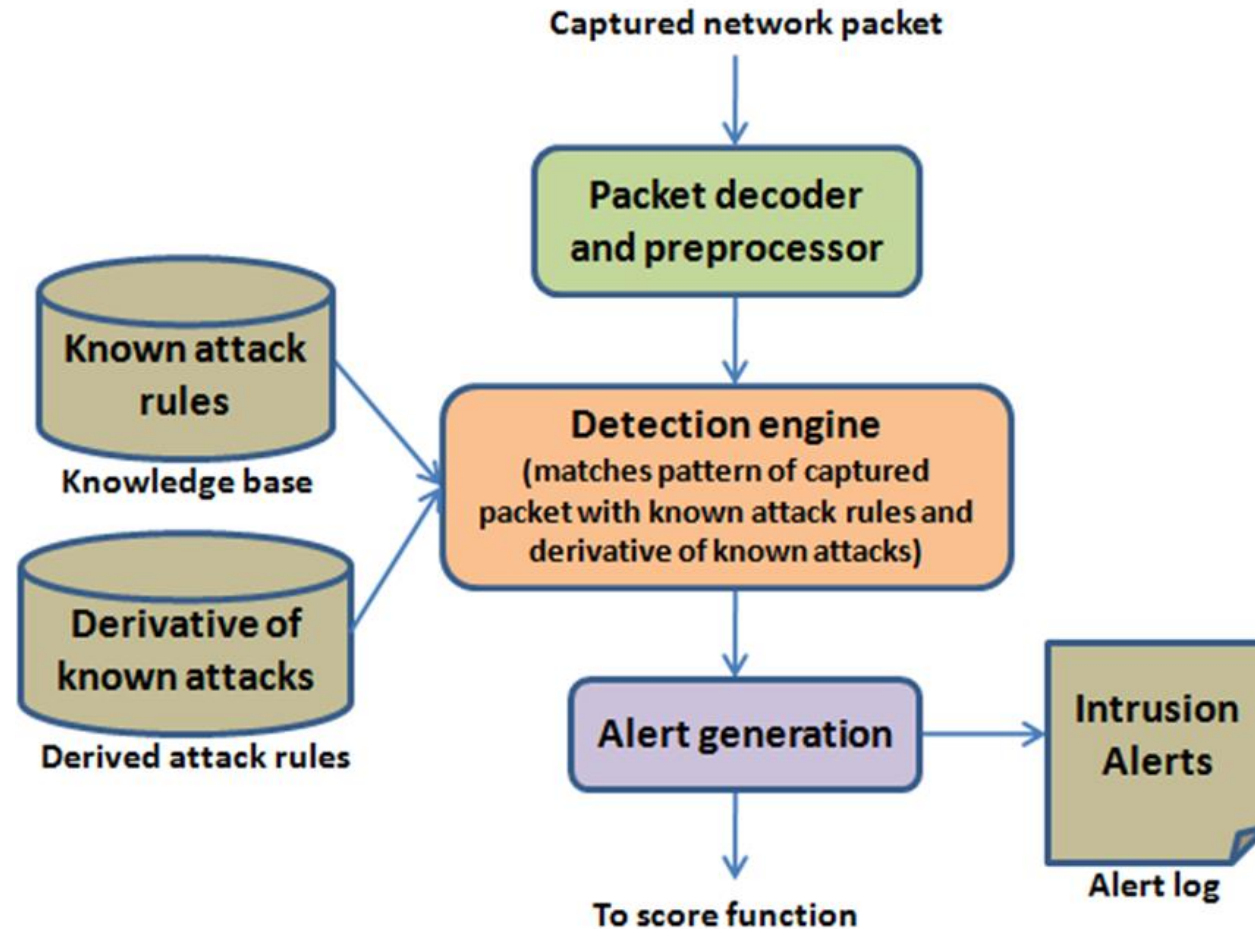 Captured network packet
Packet decoder
and preprocessor
Known attack
rules
Knowledge base
Detection engine
(matches pattern of captured
packet with known attack rules and
derivative of known attacks)
Derivative of
known attacks
Derived attack rules
Alert generation
Intrusion
Alerts
Alert log
To score function